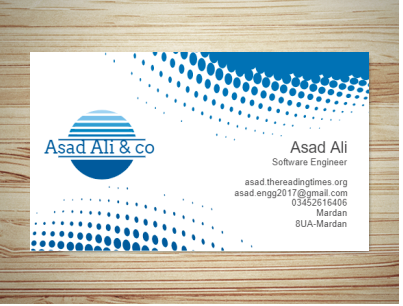 Asad Ali & co
Asad Ali
Software Engineer
asad.thereadingtimes.org
asad.engg2017@gmail.com
03452616406
Mardan
8UA-Mardan